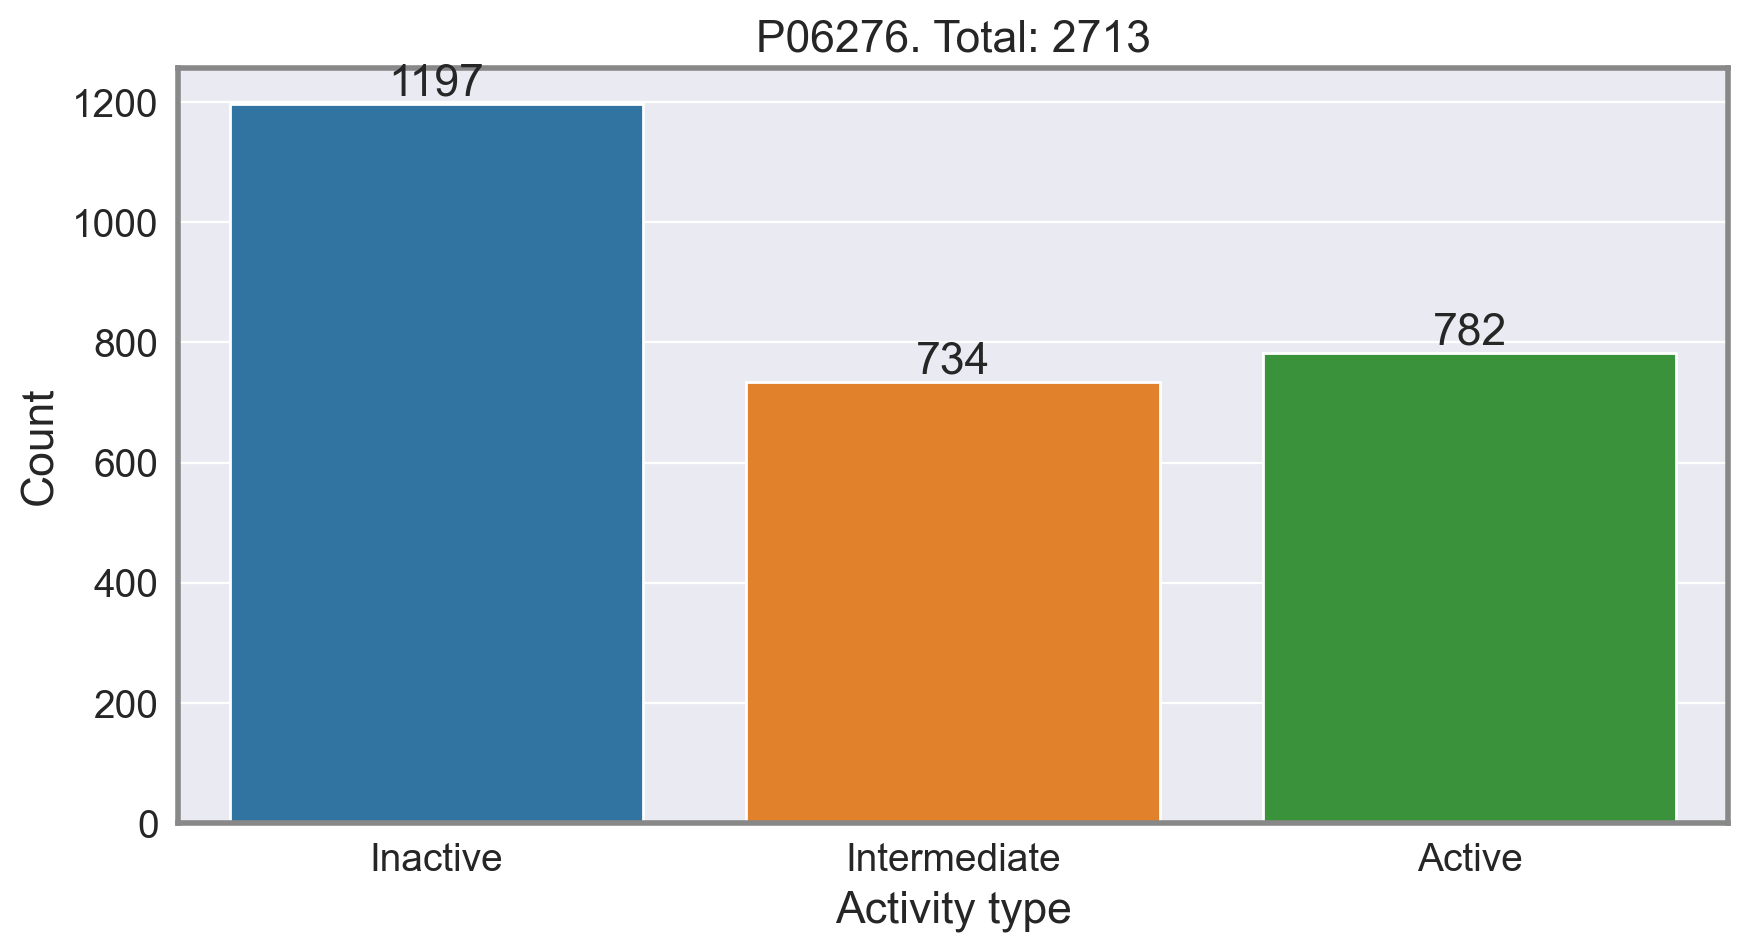 P06276. Total: 2713
1197
1200
1000
782
800
734
600
400
200
0
Count
Inactive
Intermediate
Active
Activity type